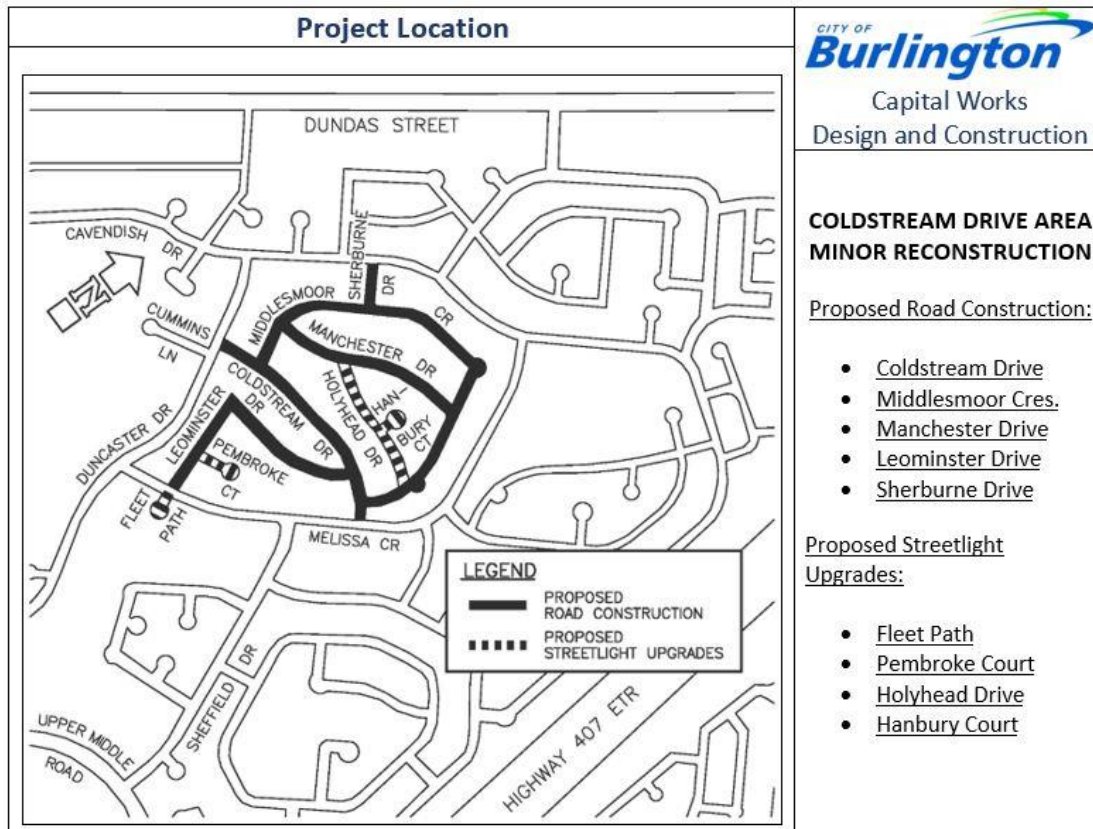 Project Location
CITY OF
Burlington
Capital Works
Design and Construction
COLDSTREAM DRIVE AREA
MINOR RECONSTRUCTION
Proposed Road Construction:
• Coldstream Drive
• Middlesmoor Cres.
• Manchester Drive
• Leominster Drive
• Sherburne Drive
Proposed Streetlight
Upgrades:
• Fleet Path
• Pembroke Court
• Holyhead Drive
• Hanbury Court
DUNDAS STREET
CAVENDISH DR
N
CUMMINS
LN
SHERBURNE
DR
MIDDLESMOOR
CR
MANCHESTER DR
HOLYHEAD DR
HAN-
BURY
CT
COLDSTREAM DR
LEOMINSTER
DR
DUNCASTER DR
PEMBROKE
CT
FLEET
PATH
MELISSA CR
LEGEND
PROPOSED
ROAD CONSTRUCTION
PROPOSED
STREETLIGHT UPGRADES
SHEFFIELD DR
UPPER MIDDLE
ROAD
HIGHWAY 407 ETR